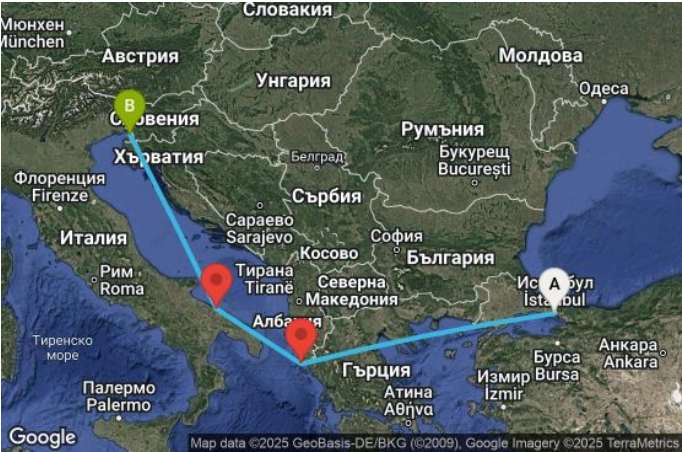 Словакия
Мюнхен
München
Австрия
Молдова
Унгария
Одеса
B
Словения
Румъния
Хърватия
Белград
Букурещ
București
Флоренция
Firenze
Сърбия
Сараево
Sarajevo
София
Италия
Косово
България
Рим
Roma
Тирана
Tiranë
Северна
Македония
A
Истанбул
İstanbul
Албания
Тиренско
море
Гърция
Бурса
Bursa
Анкара
Ankara
Измир
İzmir
Палермо
Palermo
Атина
Αθήνα
Google
Map data ©2025 GeoBasis-DE/BKG (©2009), Google Imagery ©2025 TerraMetrics